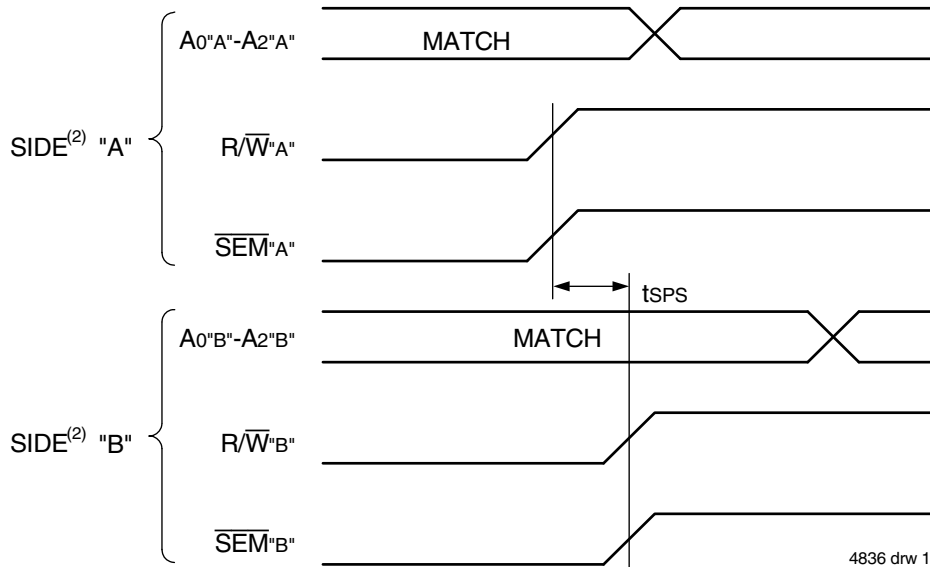 A0"A"-A2"A" MATCH
SIDE(2) "A" R/W"A"
SEM"A"
tSPS
A0"B"-A2"B" MATCH
SIDE(2) "B" R/W"B"
SEM"B"
4836 drw 1